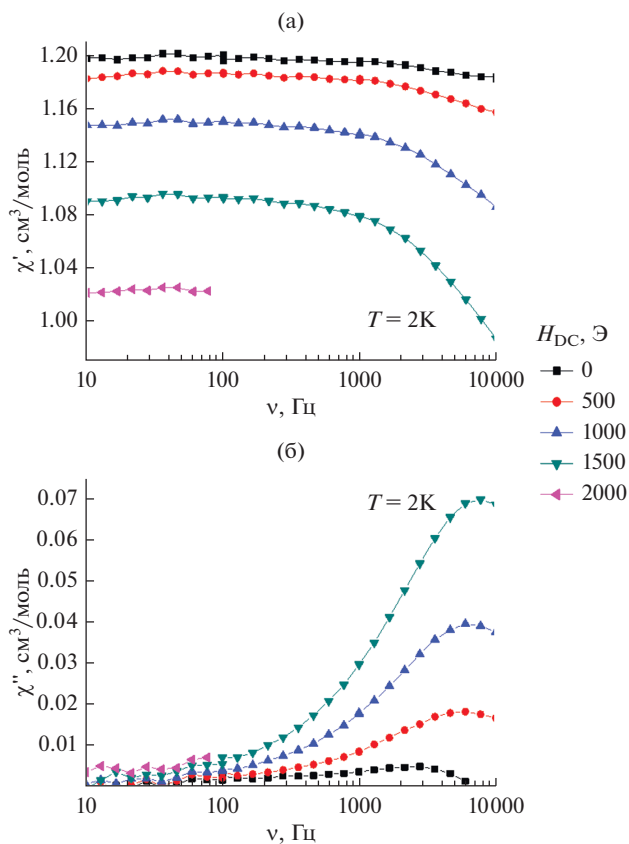 (а)
1.20
1.16
1.12
1.08
1.04
1.00
χ', см³/моль
T = 2K
10
100
1000
10000
ν, Гц
H_DC, Э
0
500
1000
1500
2000
(б)
0.07
0.06
0.05
0.04
0.03
0.02
0.01
χ'', см³/моль
T = 2K
10
100
1000
10000
ν, Гц